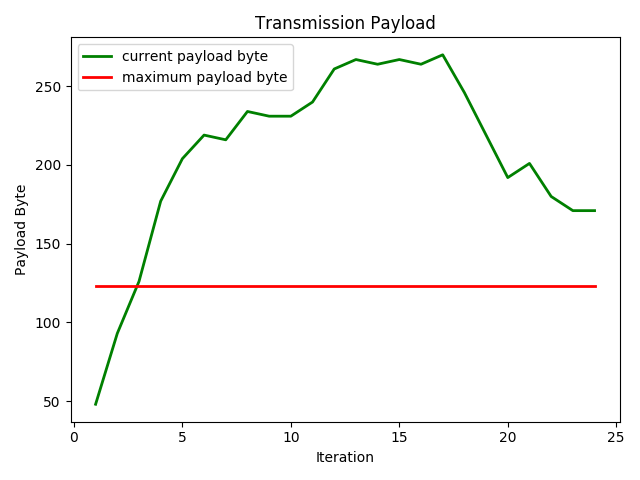 Transmission Payload
current payload byte
maximum payload byte
Payload Byte
250
200
150
100
50
0 5 10 15 20 25
Iteration